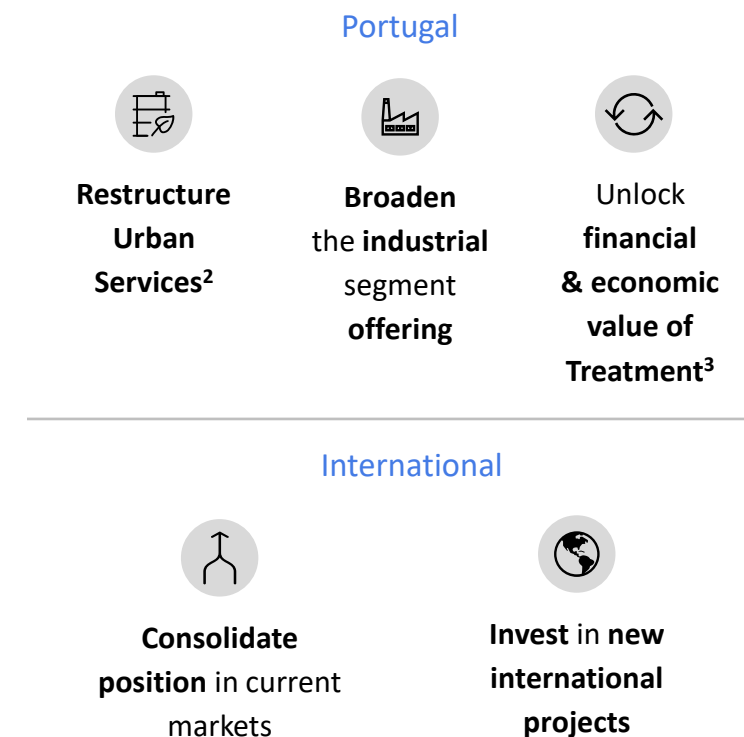 Portugal
Restructure
Urban
Services²
Broaden
the industrial
segment
offering
Unlock
financial
& economic
value of
Treatment³
International
Consolidate
position in current
markets
Invest in new
international
projects